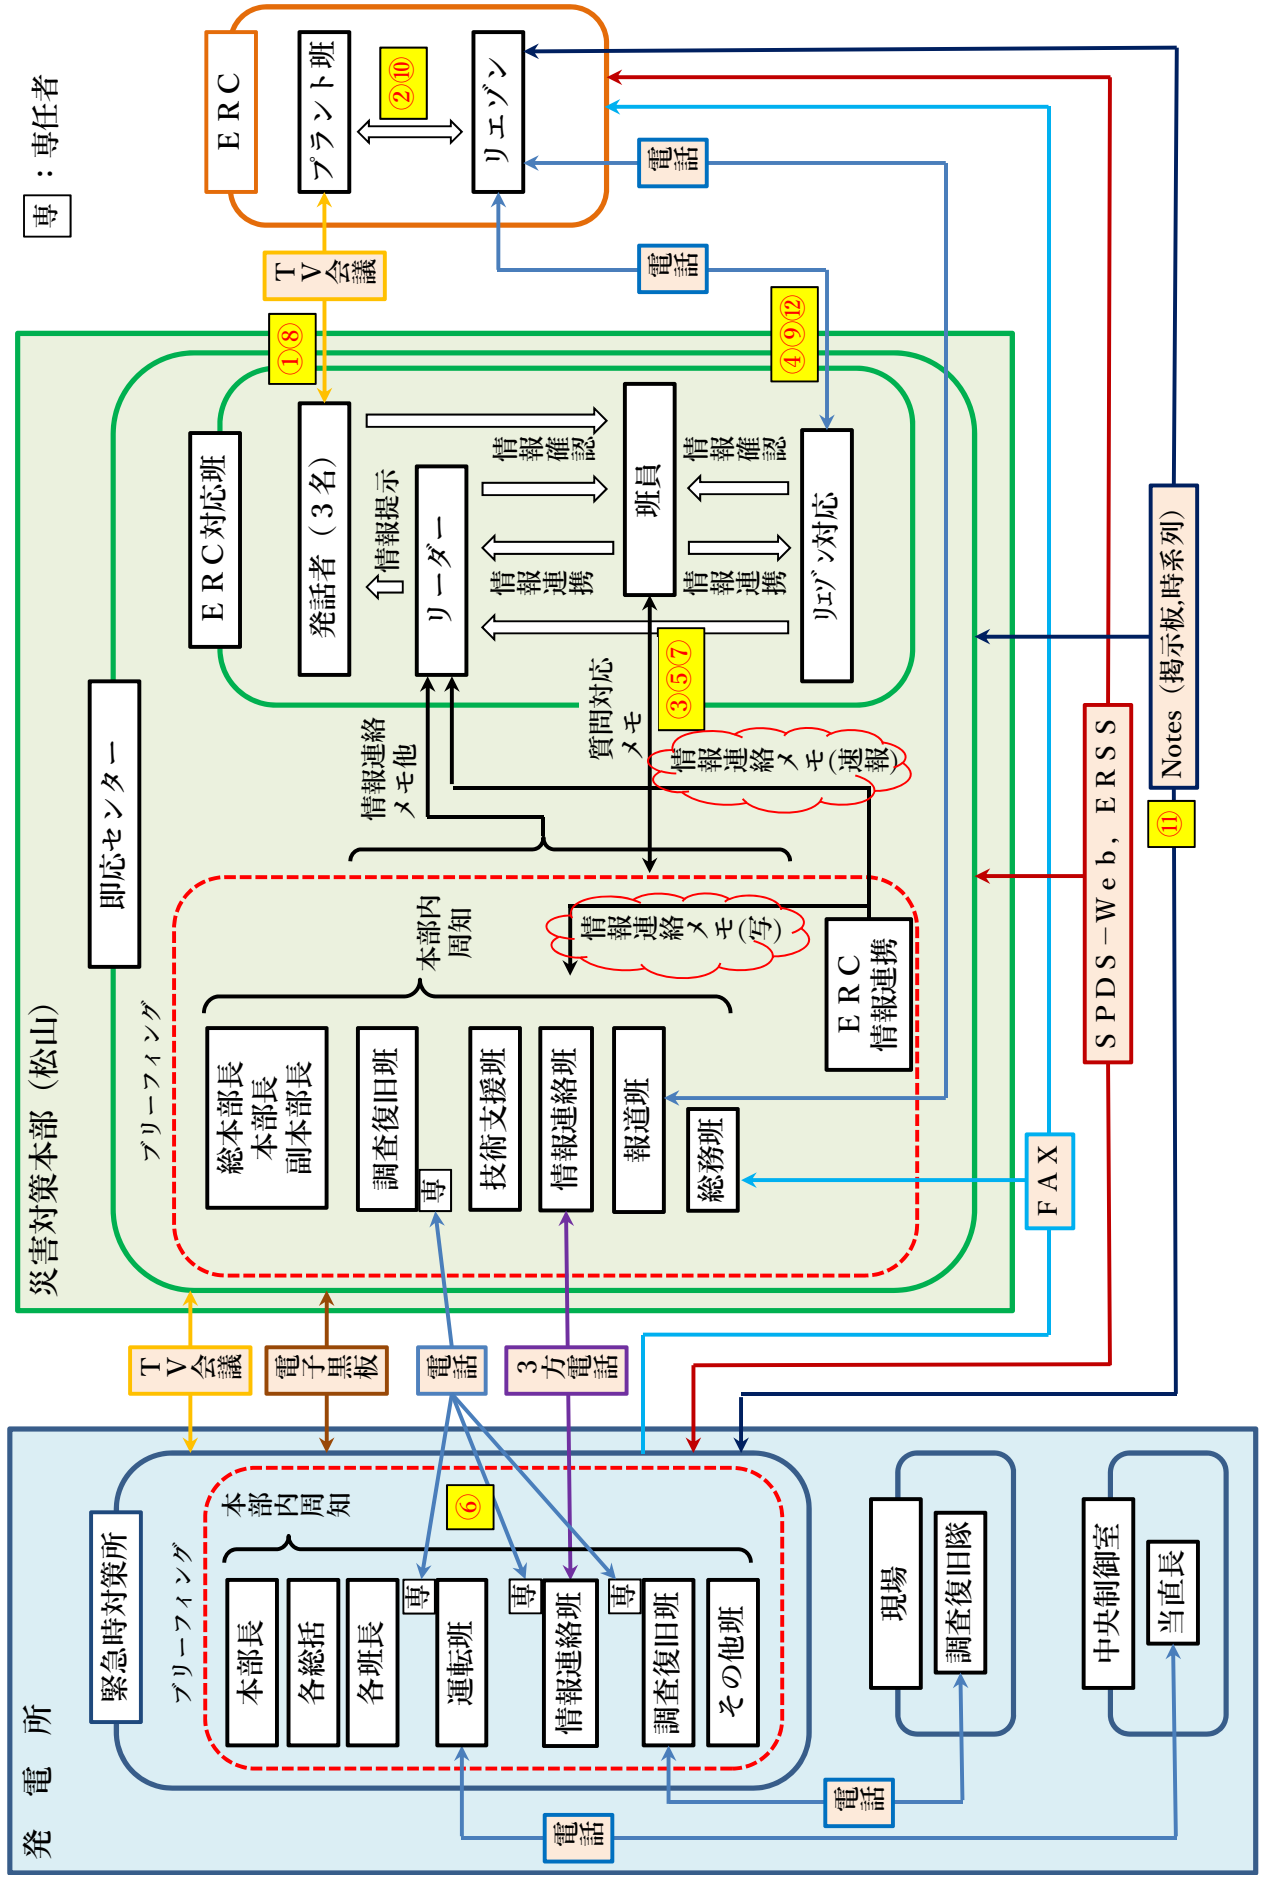 発電所
緊急時対策所
ブリーフィング
本部長
各総括
各班長
運転班
専
情報連絡班
専
調査復旧班
専
その他班
本部内周知
⑥
現場
調査復旧隊
中央制御室
当直長
電話
電話
TV会議
電子黒板
電話
3方電話
災害対策本部（松山）
即応センター
ブリーフィング
総本部長
本部長
副本部長
調査復旧班
専
技術支援班
情報連絡班
報道班
総務班
本部内
周知
ERC
情報連携
情報連絡メモ(写)
情報連絡メモ(速報)
情報連絡
メモ他
質問対応
メモ
③⑤⑦
ERC対応班
発話者（3名）
情報提示
リーダー
情報確認
情報連携
班員
情報確認
情報連携
リエゾン対応
①⑧
④⑨⑫
TV会議
電話
電話
ERC
プラント班
②⑩
リエゾン
専：専任者
FAX
SPDS－Web, ERSS
Notes（掲示板,時系列）
⑪